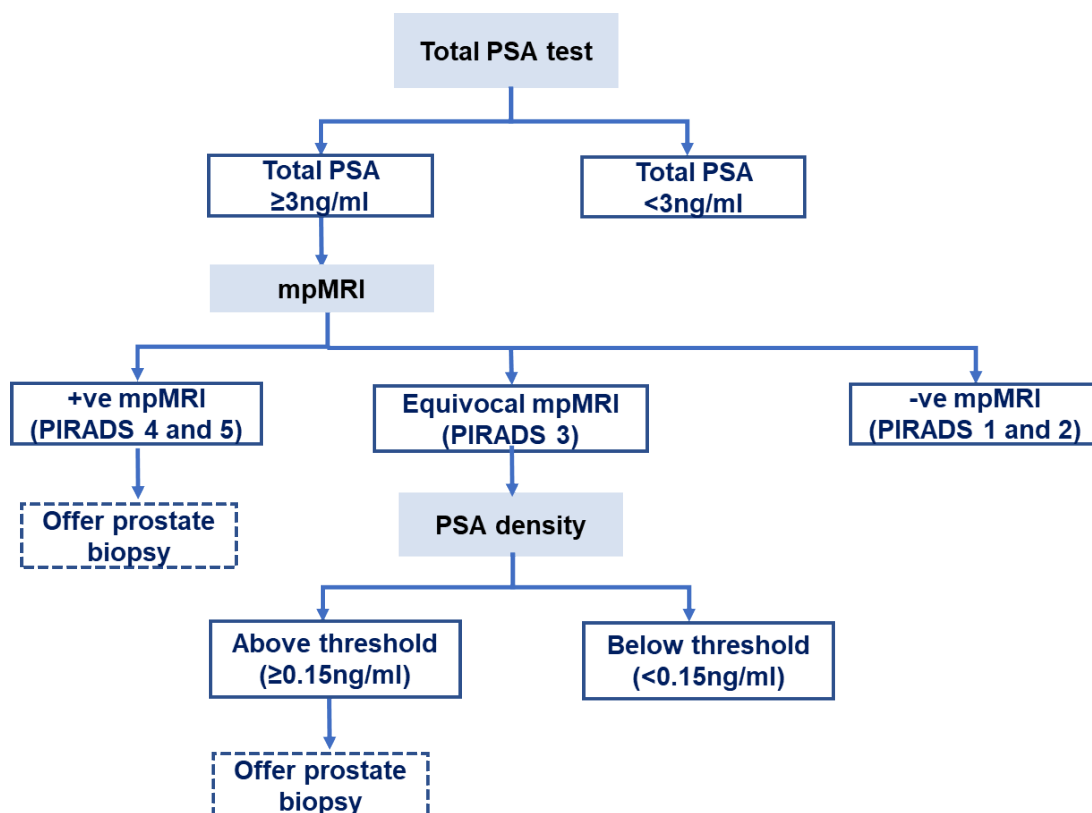 Total PSA test
Total PSA
≥3ng/ml
Total PSA
<3ng/ml
mpMRI
+ve mpMRI
(PIRADS 4 and 5)
Equivocal mpMRI
(PIRADS 3)
-ve mpMRI
(PIRADS 1 and 2)
Offer prostate
biopsy
PSA density
Above threshold
(≥0.15ng/ml)
Below threshold
(<0.15ng/ml)
Offer prostate
biopsy